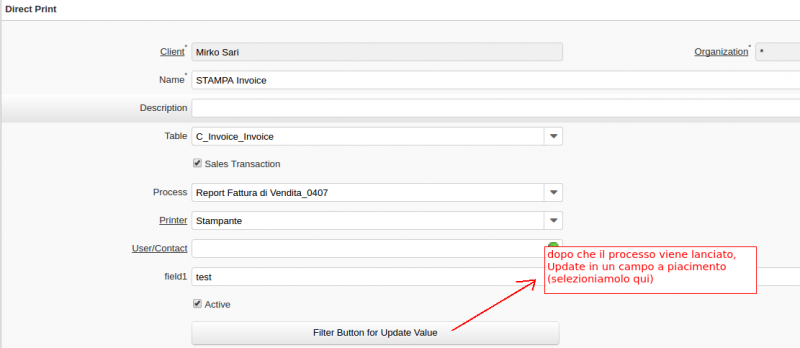 Direct Print
Client* Mirko Sari Organization* *
Name* STAMPA Invoice
Description
Table C_Invoice_Invoice
Sales Transaction
Process Report Fattura di Vendita_0407
Printer Stampante
User/Contact
dopo che il processo viene lanciato,
Update in un campo a piacimento
(selezioniamolo qui)
field1 test
Active
Filter Button for Update Value